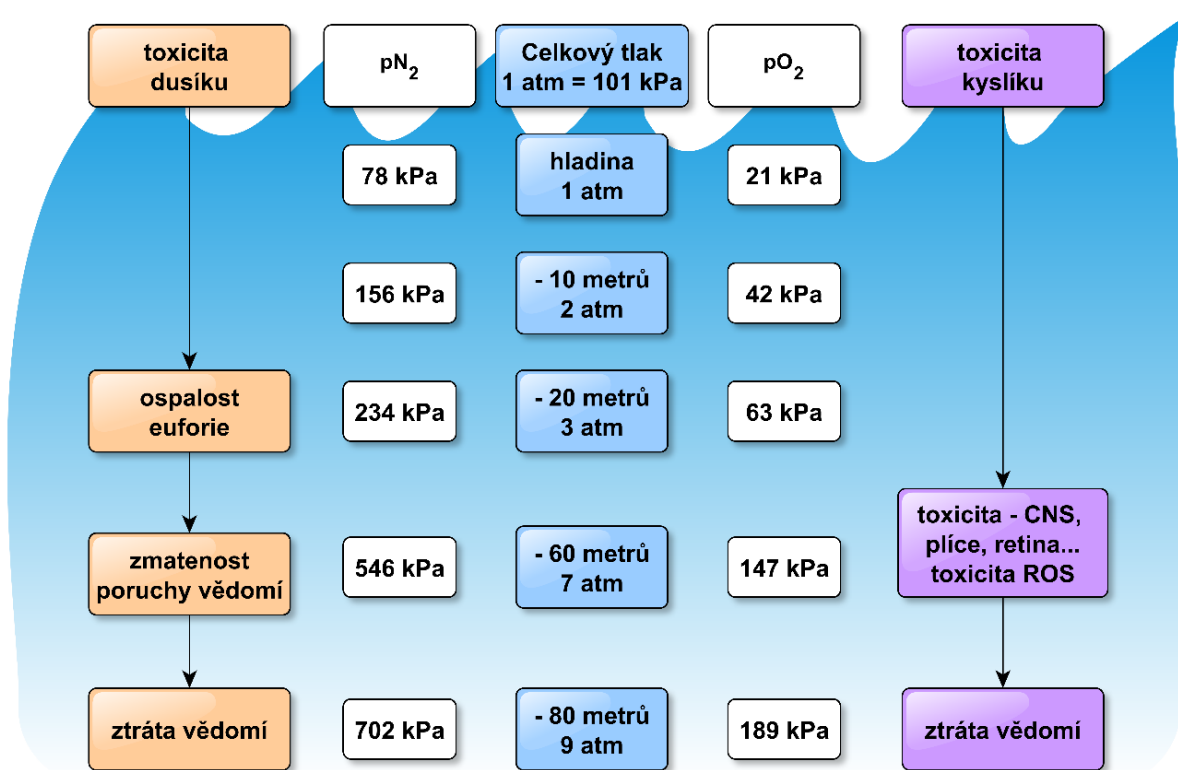 toxicita
dusíku
pN2
Celkový tlak
1 atm = 101 kPa
pO2
toxicita
kyslíku
78 kPa
hladina
1 atm
21 kPa
156 kPa
- 10 metrů
2 atm
42 kPa
ospalost
euforie
234 kPa
- 20 metrů
3 atm
63 kPa
zmatenost
poruchy vědomí
546 kPa
- 60 metrů
7 atm
147 kPa
toxicita - CNS,
plíce, retina...
toxicita ROS
ztráta vědomí
702 kPa
- 80 metrů
9 atm
189 kPa
ztráta vědomí